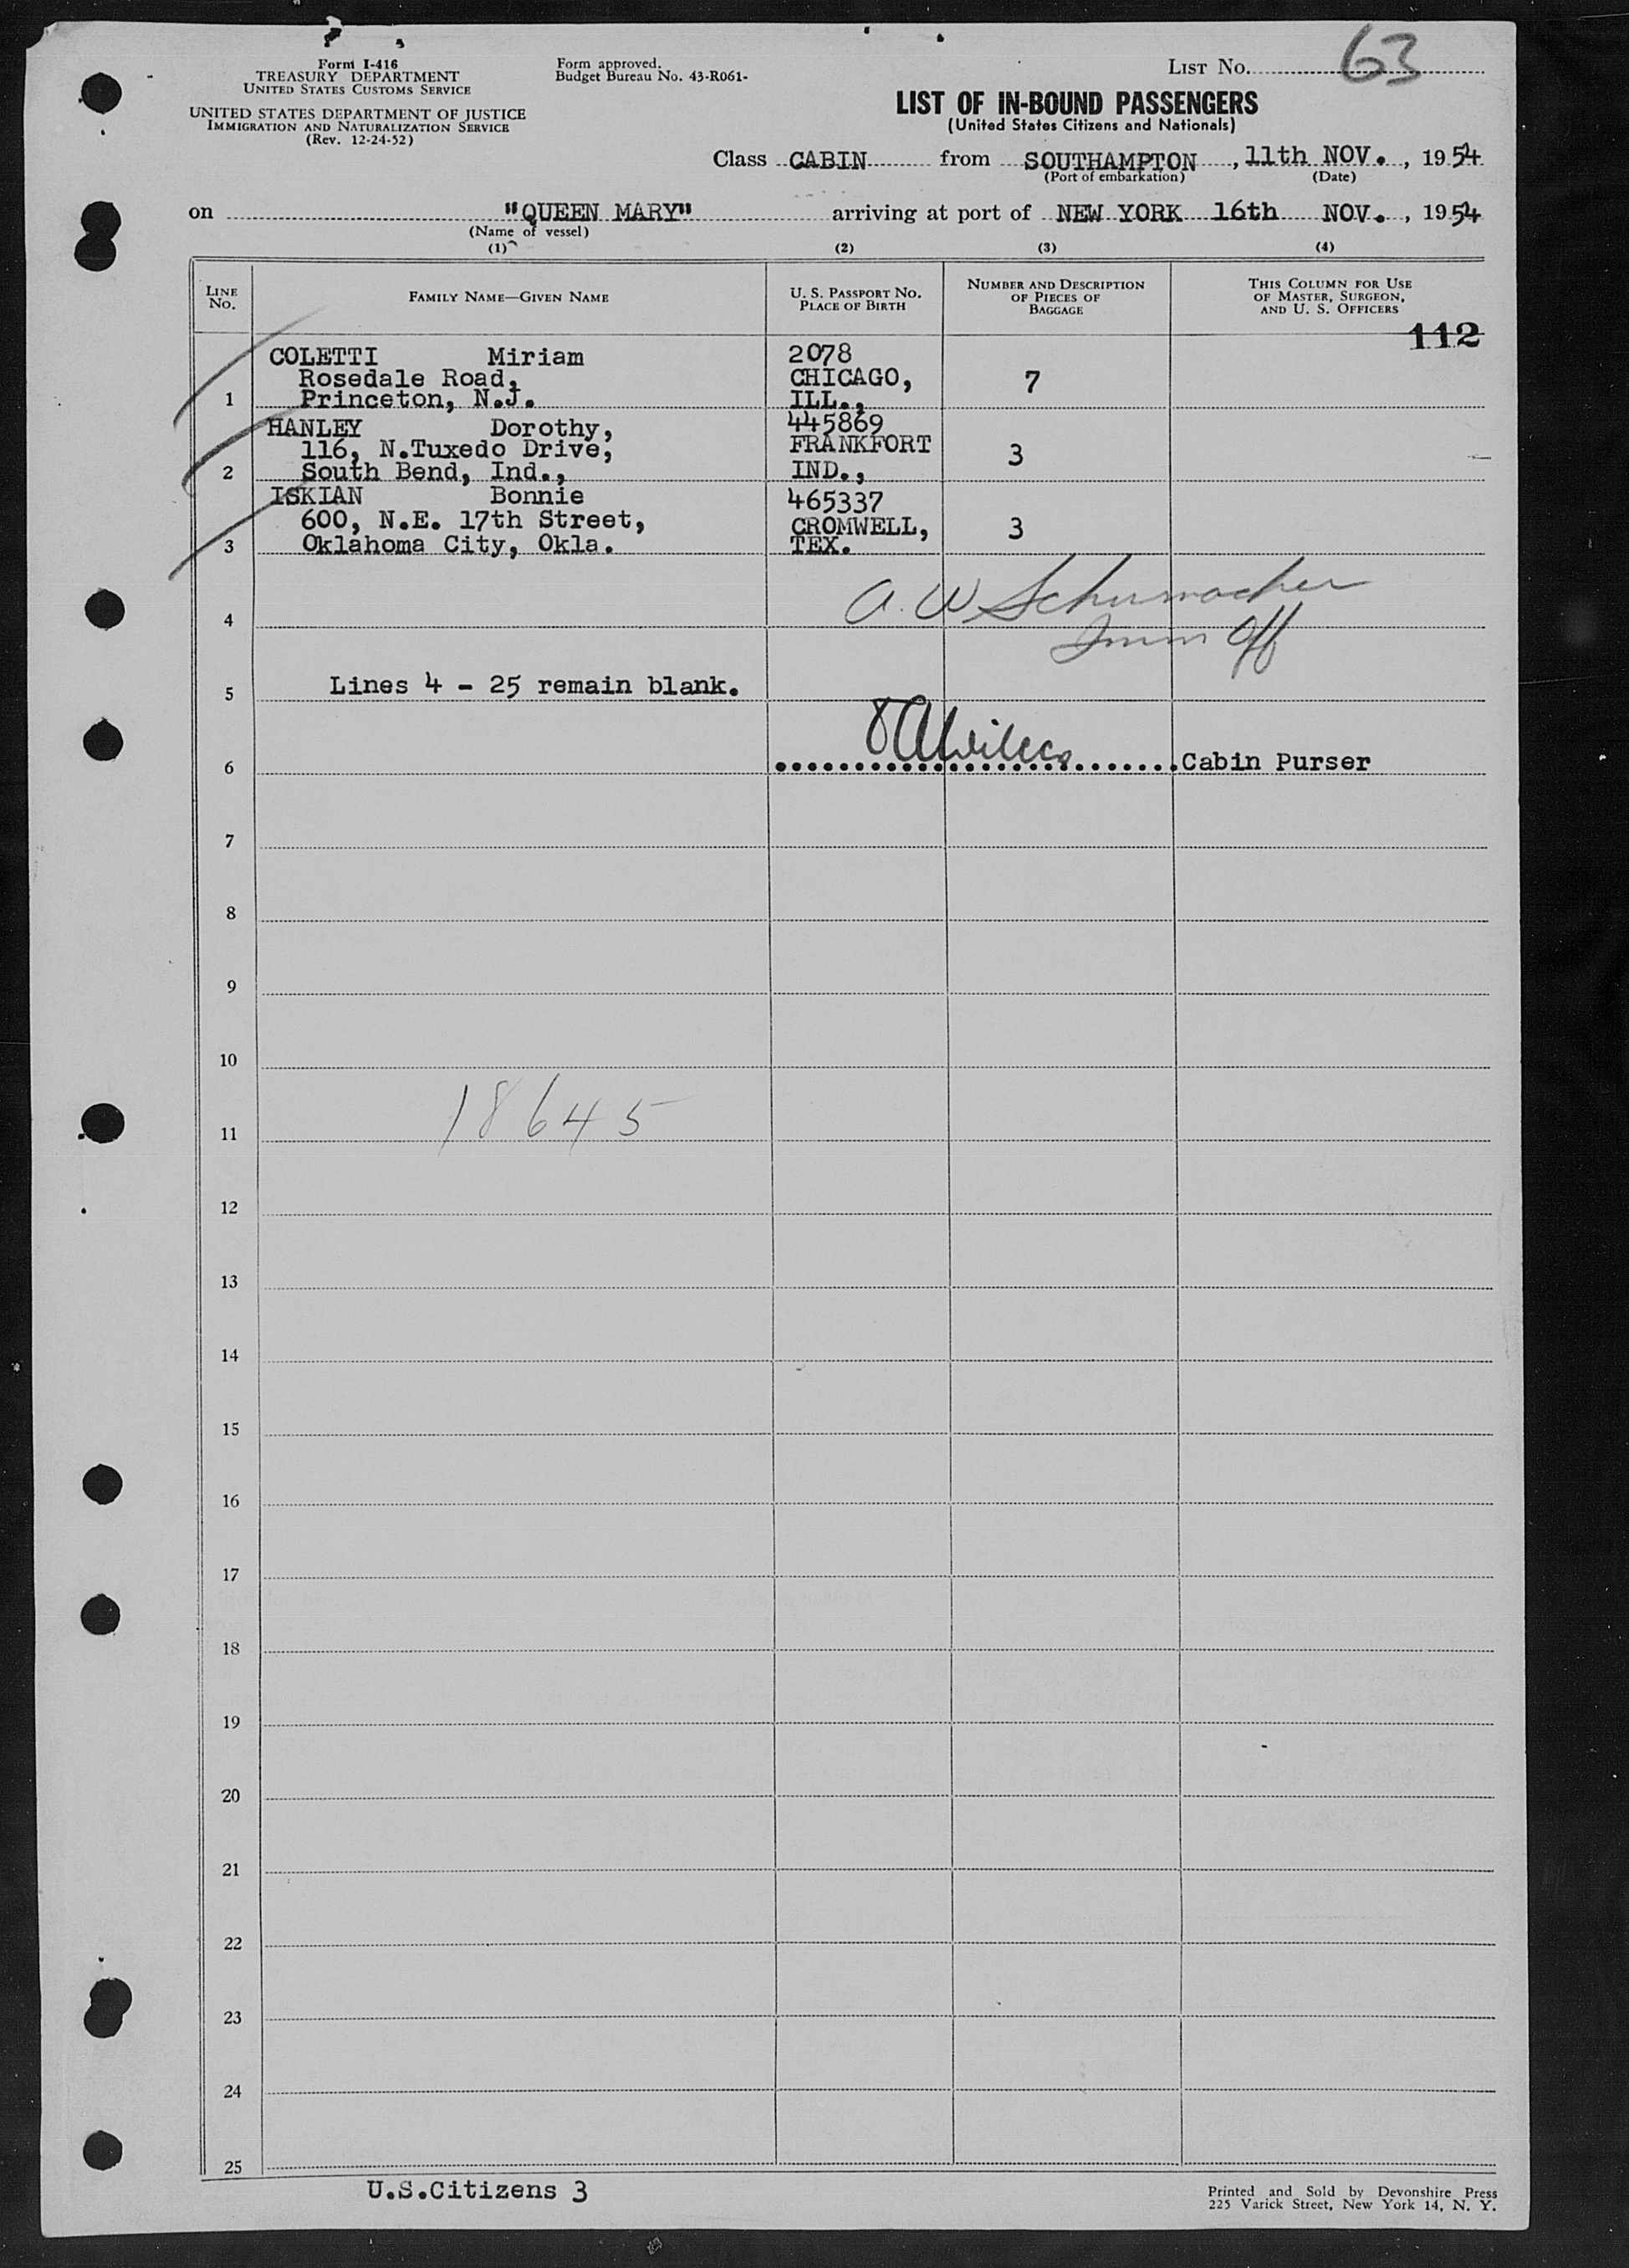 Form I-416
TREASURY DEPARTMENT
UNITED STATES CUSTOMS SERVICE
UNITED STATES DEPARTMENT OF JUSTICE
IMMIGRATION AND NATURALIZATION SERVICE
(Rev. 12-24-52)
Form approved.
Budget Bureau No. 43-R061-
LIST NO. 63
LIST OF IN-BOUND PASSENGERS
(United States Citizens and Nationals)
Class CABIN from SOUTHAMPTON, 11th NOV., 1954
(Port of embarkation) (Date)
on "QUEEN MARY" arriving at port of NEW YORK 16th NOV., 1954
(Name of vessel)
(1) (2) (3) (4)
LINE NO.
FAMILY NAME—GIVEN NAME
U. S. PASSPORT NO.
PLACE OF BIRTH
NUMBER AND DESCRIPTION
OF PIECES OF
BAGGAGE
THIS COLUMN FOR USE
OF MASTER, SURGEON,
AND U. S. OFFICERS
112
COLETTI Miriam 2078
Rosedale Road, CHICAGO, 7
1 Princeton, N.J. ILL.,
HANLEY Dorothy, 445869
116, N.Tuxedo Drive, FRANKFORT 3
2 South Bend, Ind., IND.,
ISKIAN Bonnie 465337
600, N.E. 17th Street, CROMWELL, 3
3 Oklahoma City, Okla. TEX.
A. W Schumacher
4
Imm Off
5 Lines 4 - 25 remain blank.
6 Cabin Purser
7
8
9
10
18645
11
12
13
14
15
16
17
18
19
20
21
22
23
24
25
U.S.Citizens 3
Printed and Sold by Devonshire Press
225 Varick Street, New York 14, N. Y.